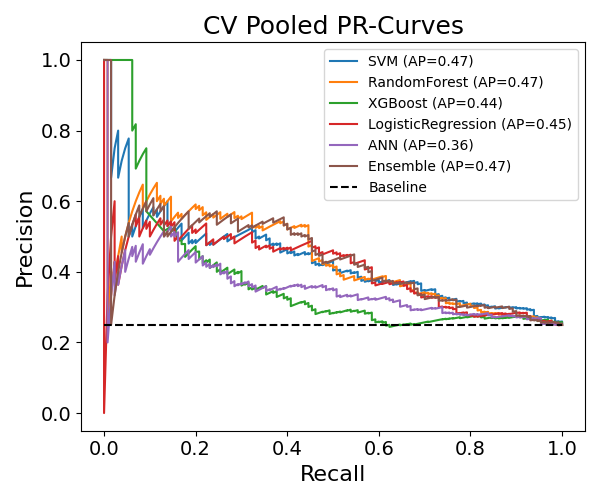 CV Pooled PR-Curves
SVM (AP=0.47)
RandomForest (AP=0.47)
XGBoost (AP=0.44)
LogisticRegression (AP=0.45)
ANN (AP=0.36)
Ensemble (AP=0.47)
Baseline
Precision
1.0
0.8
0.6
0.4
0.2
0.0
0.0 0.2 0.4 0.6 0.8 1.0
Recall